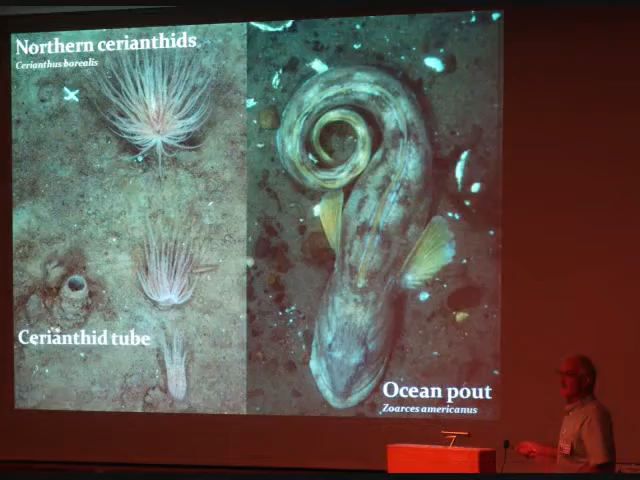 Northern cerianthids
Cerianthus borealis
Cerianthid tube
Ocean pout
Zoarces americanus